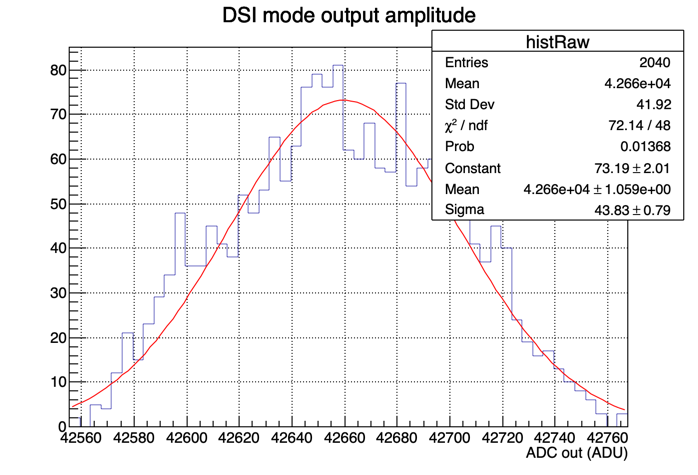 DSI mode output amplitude
histRaw
Entries 2040
Mean 4.266e+04
Std Dev 41.92
χ² / ndf 72.14 / 48
Prob 0.01368
Constant 73.19 ± 2.01
Mean 4.266e+04 ± 1.059e+00
Sigma 43.83 ± 0.79
80
70
60
50
40
30
20
10
0
42560 42580 42600 42620 42640 42660 42680 42700 42720 42740 42760
ADC out (ADU)